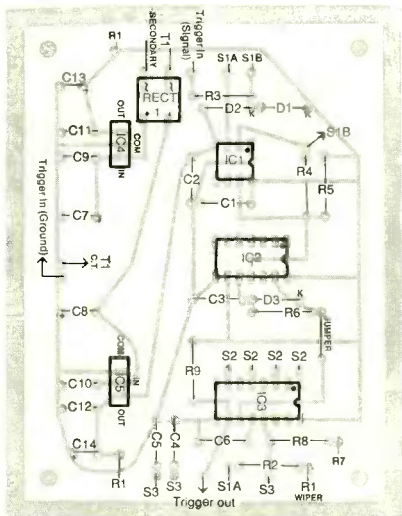 R1
SECONDARY
T1
Trigger In
(Signal)
S1A S1B
C13
RECT
R3
D2 K
D1 K
OUT
C11
IC4
COM
C9
IN
IC1
S1B
R4
R5
C2
C1
C7
Trigger In (Ground)
T1
C.T.
IC2
C3
D3 K
R6
JUMPER
C8
COM
IC5
IN
C10
C12
OUT
R9
S2 S2 S2 S2
IC3
C14
R1
C5
C4
C6
R8
R7
S3 S3
S1A
R2
S3
R1
WIPER
Trigger out